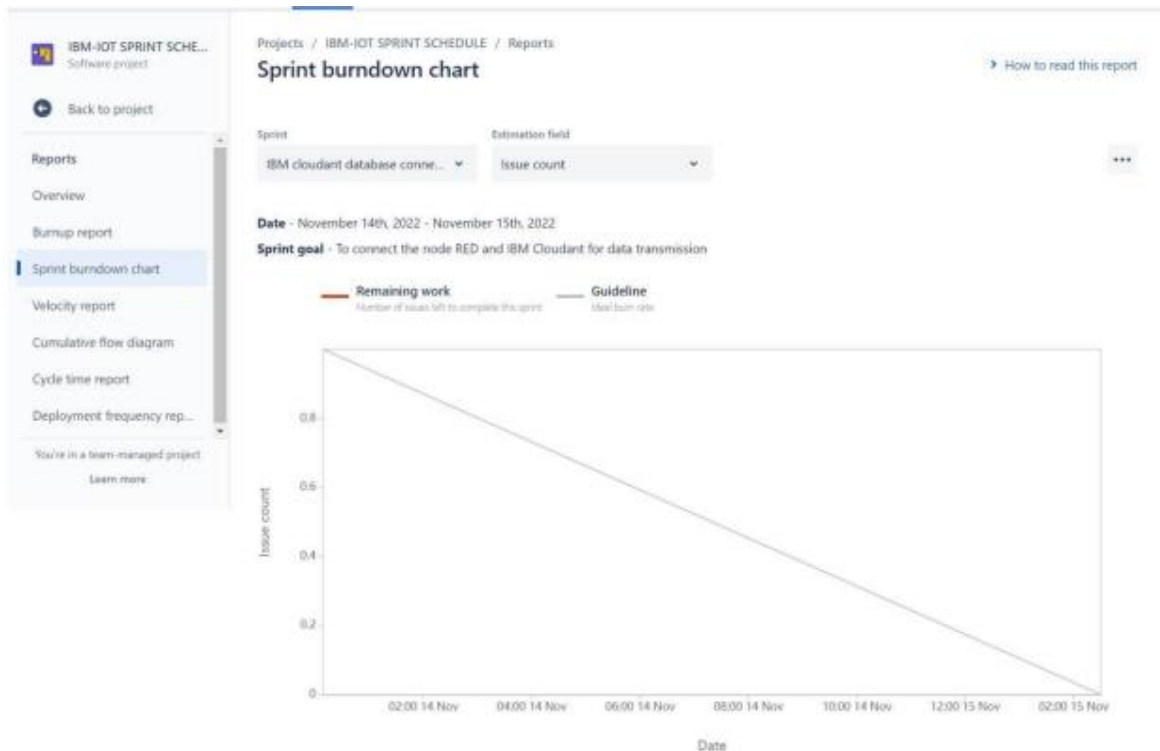 IBM-IOT SPRINT SCHE...
Software project
Back to project
Reports
Overview
Burnup report
Sprint burndown chart
Velocity report
Cumulative flow diagram
Cycle time report
Deployment frequency rep...
You're in a team-managed project
Learn more
Projects / IBM-IOT SPRINT SCHEDULE / Reports
Sprint burndown chart
How to read this report
Sprint
Estimation field
IBM cloudant database conne...
Issue count
Date - November 14th, 2022 - November 15th, 2022
Sprint goal - To connect the node RED and IBM Cloudant for data transmission
Remaining work
Number of issues left to complete this sprint
Guideline
Ideal burn rate
Issue count
0.8
0.6
0.4
0.2
0
02:00 14 Nov
04:00 14 Nov
06:00 14 Nov
08:00 14 Nov
10:00 14 Nov
12:00 15 Nov
02:00 15 Nov
Date